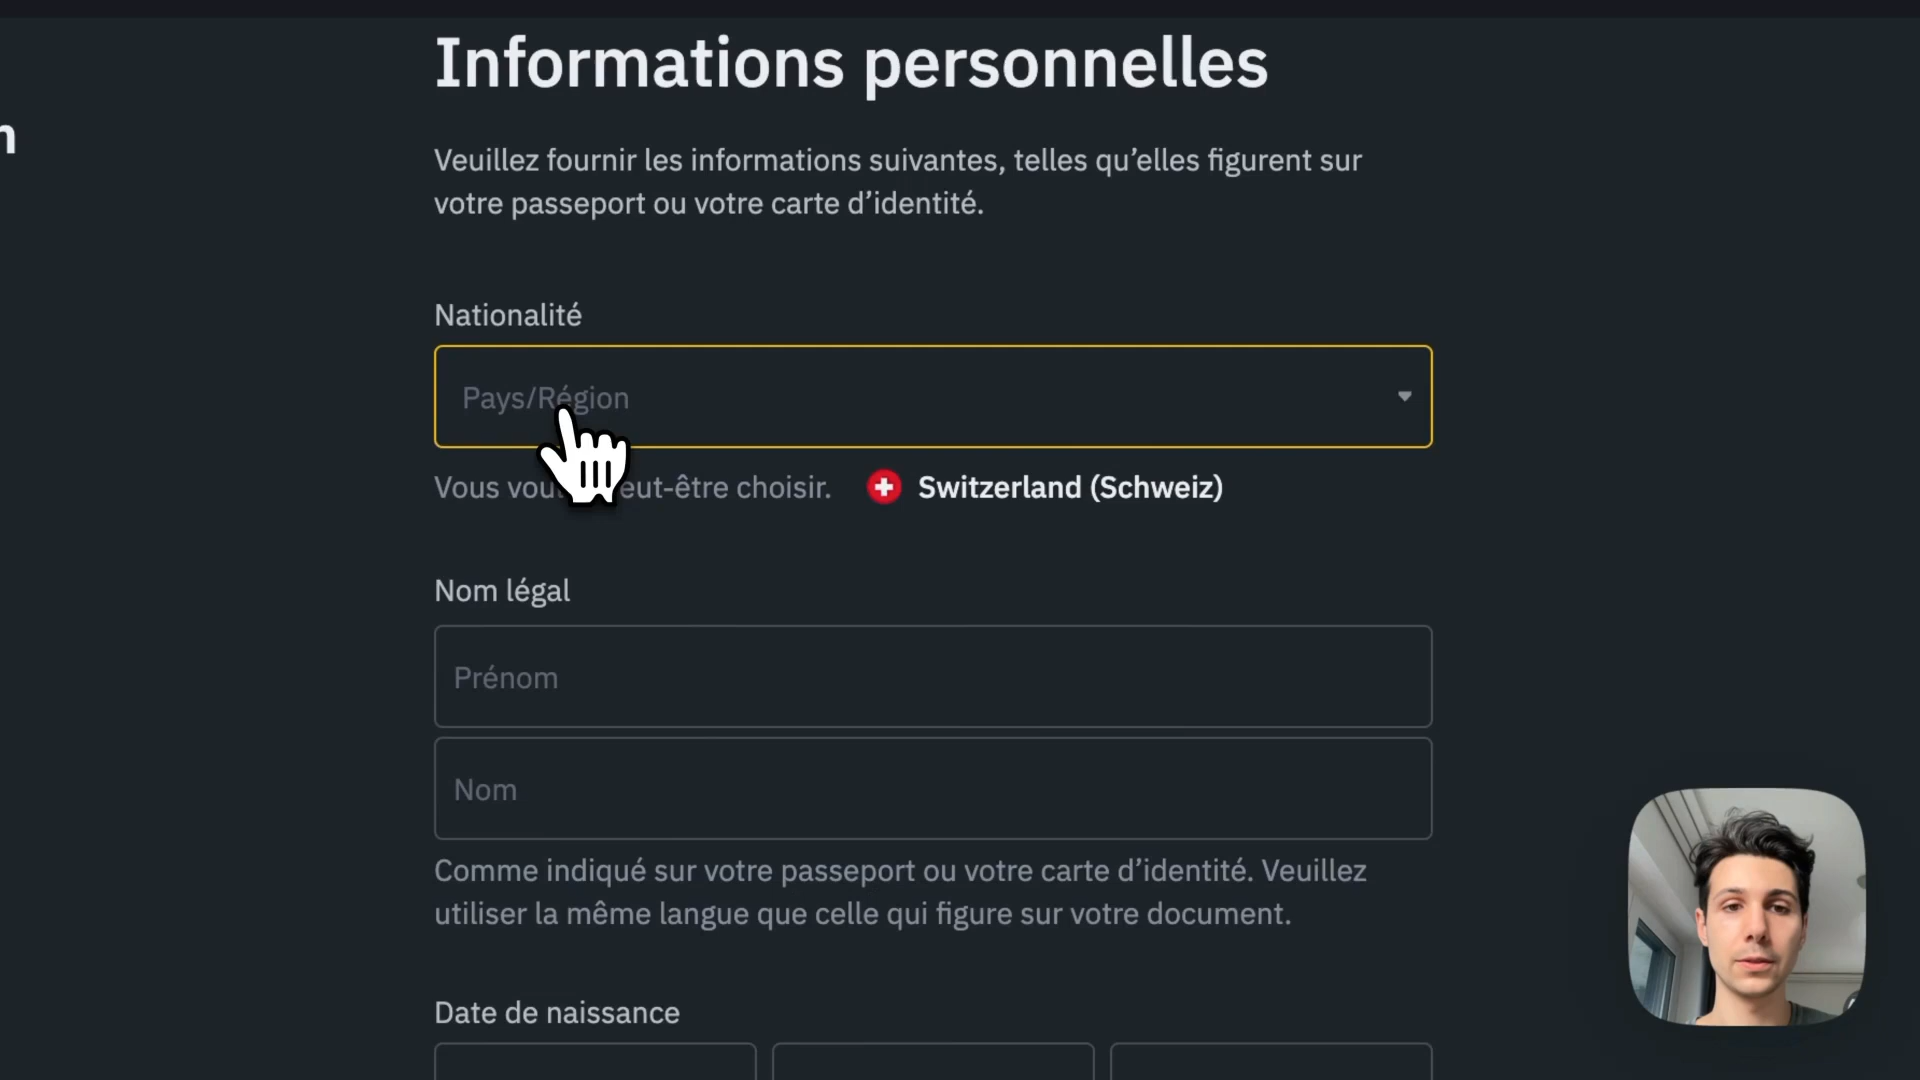 Informations personnelles
n
Veuillez fournir les informations suivantes, telles qu’elles figurent sur
votre passeport ou votre carte d’identité.
Nationalité
Pays/Région
Vous eut-être choisir. Switzerland (Schweiz)
Nom légal
Prénom
Nom
Comme indiqué sur votre passeport ou votre carte d’identité. Veuillez
utiliser la même langue que celle qui figure sur votre document.
Date de naissance